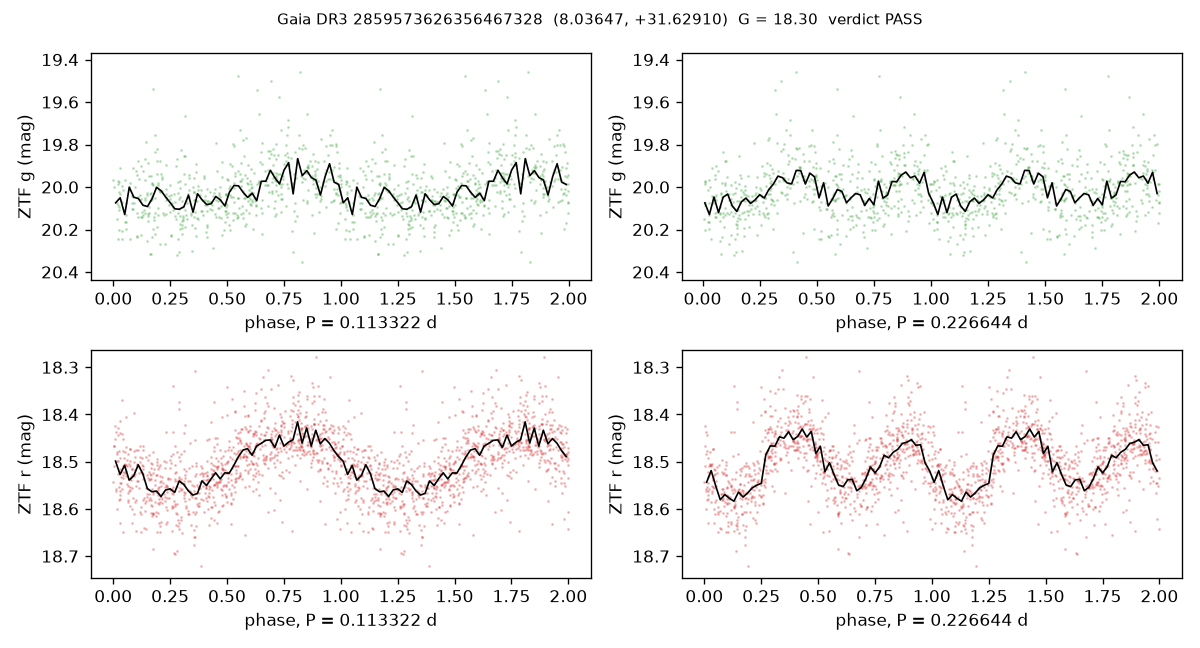 Gaia DR3 2859573626356467328 (8.03647, +31.62910) G = 18.30 verdict PASS
ZTF g (mag)
19.4
19.6
19.8
20.0
20.2
20.4
0.00 0.25 0.50 0.75 1.00 1.25 1.50 1.75 2.00
phase, P = 0.113322 d
ZTF g (mag)
19.4
19.6
19.8
20.0
20.2
20.4
0.00 0.25 0.50 0.75 1.00 1.25 1.50 1.75 2.00
phase, P = 0.226644 d
ZTF r (mag)
18.3
18.4
18.5
18.6
18.7
0.00 0.25 0.50 0.75 1.00 1.25 1.50 1.75 2.00
phase, P = 0.113322 d
ZTF r (mag)
18.3
18.4
18.5
18.6
18.7
0.00 0.25 0.50 0.75 1.00 1.25 1.50 1.75 2.00
phase, P = 0.226644 d